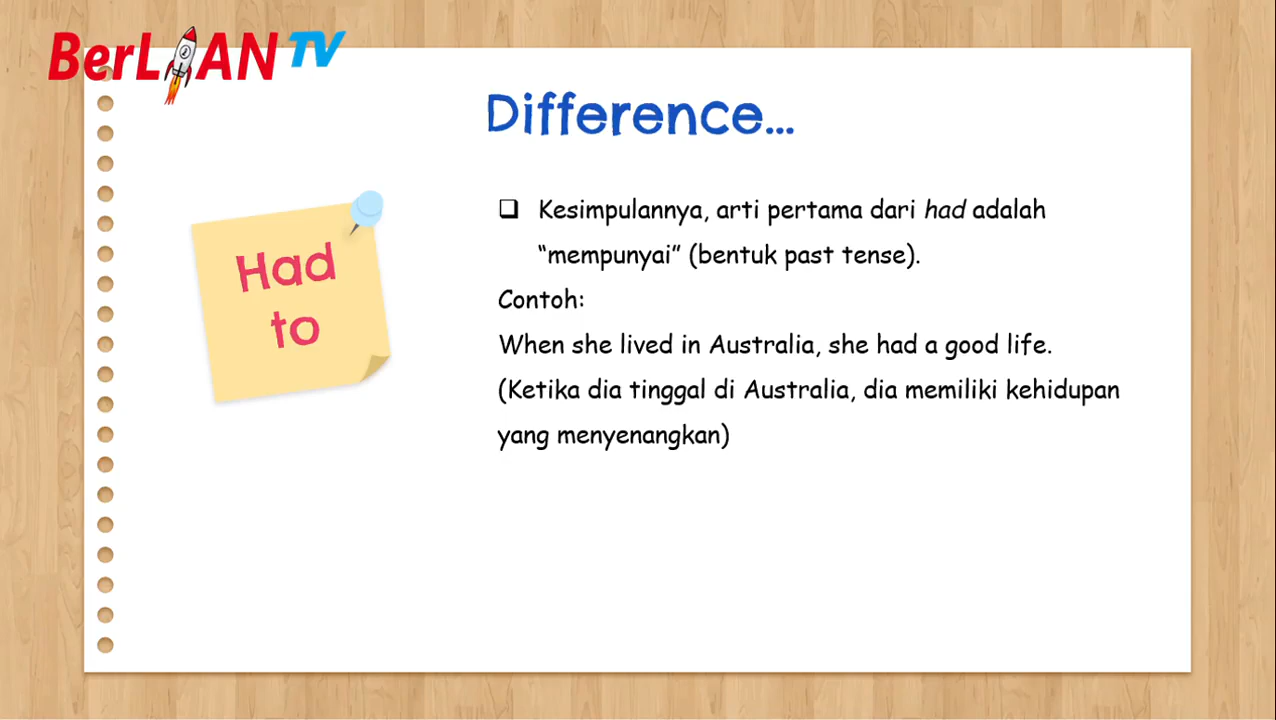 BerLIAN TV
Difference...
Had
to
❑ Kesimpulannya, arti pertama dari had adalah
“mempunyai” (bentuk past tense).
Contoh:
When she lived in Australia, she had a good life.
(Ketika dia tinggal di Australia, dia memiliki kehidupan
yang menyenangkan)